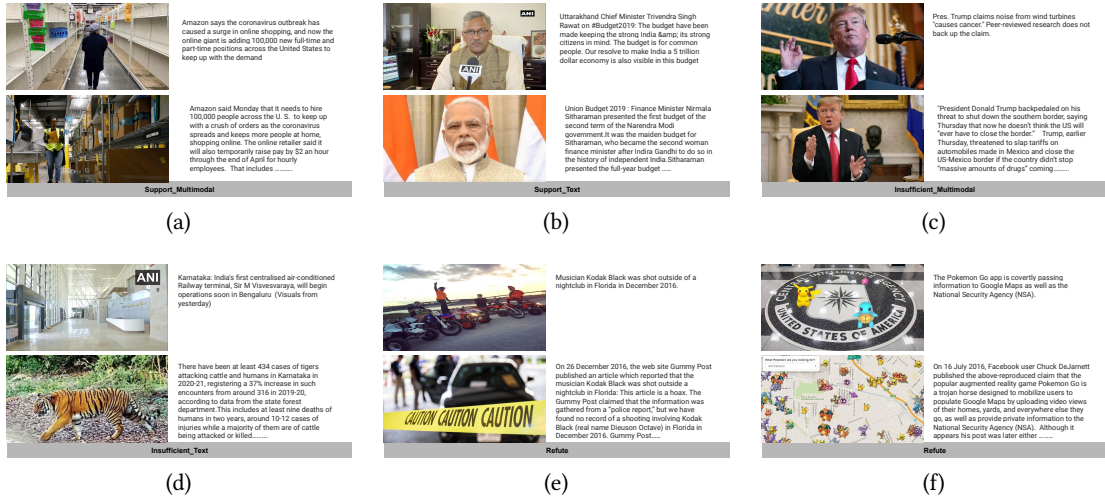 Amazon says the coronavirus outbreak has
caused a surge in online shopping, and now the
online giant is adding 100,000 new full-time and
part-time positions across the United States to
keep up with the demand
Amazon said Monday that it needs to hire
100,000 people across the U. S. to keep up
with a crush of orders as the coronavirus
spreads and keeps more people at home,
shopping online. The online retailer said it
will also temporarily raise pay by $2 an hour
through the end of April for hourly
employees. That includes ..........
Support_Multimodal
(a)
ANI
ANI
Uttarakhand Chief Minister Trivendra Singh
Rawat on #Budget2019: The budget have been
made keeping the strong India &amp; its strong
citizens in mind. The budget is for common
people. Our resolve to make India a 5 trillion
dollar economy is also visible in this budget
Union Budget 2019 : Finance Minister Nirmala
Sitharaman presented the first budget of the
second term of the Narendra Modi
government.It was the maiden budget for
Sitharaman, who became the second woman
finance minister after Indira Gandhi to do so in
the history of independent India.Sitharaman
presented the full-year budget .....
Support_Text
(b)
Pres. Trump claims noise from wind turbines
"causes cancer." Peer-reviewed research does not
back up the claim.
"President Donald Trump backpedaled on his
threat to shut down the southern border, saying
Thursday that now he doesn't think the US will
"ever have to close the border." Trump, earlier
Thursday, threatened to slap tariffs on
automobiles made in Mexico and close the
US-Mexico border if the country didn't stop
"massive amounts of drugs" coming.........
Insufficient_Multimodal
(c)
ANI
Karnataka: India's first centralised air-conditioned
Railway terminal, Sir M Visvesvaraya, will begin
operations soon in Bengaluru (Visuals from
yesterday)
There have been at least 434 cases of tigers
attacking cattle and humans in Karnataka in
2020-21, registering a 37% increase in such
encounters from around 316 in 2019-20,
according to data from the state forest
department.This includes at least nine deaths of
humans in two years, around 10-12 cases of
injuries while a majority of them are of cattle
being attacked or killed.........
Insufficient_Text
(d)
Musician Kodak Black was shot outside of a
nightclub in Florida in December 2016.
CAUTION CAUTION CAUTION
On 26 December 2016, the web site Gummy Post
published an article which reported that the
musician Kodak Black was shot outside a
nightclub in Florida: This article is a hoax. The
Gummy Post claimed that the information was
gathered from a "police report," but we have
found no record of a shooting involving Kodak
Black (real name Dieuson Octave) in Florida in
December 2016. Gummy Post.....
Refute
(e)
CENTRAL INTELLIGENCE AGENCY
UNITED STATES OF AMERICA
The Pokemon Go app is covertly passing
information to Google Maps as well as the
National Security Agency (NSA).
What Pokemon are you looking for?
On 16 July 2016, Facebook user Chuck DeJarnett
published the above-reproduced claim that the
popular augmented reality game Pokemon Go is
a trojan horse designed to mobilize users to
populate Google Maps by uploading video views
of their homes, yards, and everywhere else they
go, as well as provide private information to the
National Security Agency (NSA). Although it
appears his post was later either .........
Refute
(f)